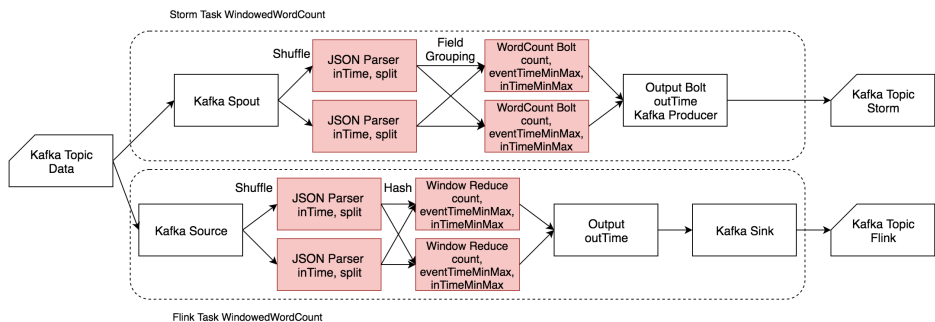 Storm Task WindowedWordCount
Shuffle
Field
Grouping
JSON Parser
inTime, split
JSON Parser
inTime, split
WordCount Bolt
count,
eventTimeMinMax,
inTimeMinMax
WordCount Bolt
count,
eventTimeMinMax,
inTimeMinMax
Kafka Spout
Output Bolt
outTime
Kafka Producer
Kafka Topic
Storm
Kafka Topic
Data
Shuffle
Hash
JSON Parser
inTime, split
JSON Parser
inTime, split
Window Reduce
count,
eventTimeMinMax,
inTimeMinMax
Window Reduce
count,
eventTimeMinMax,
inTimeMinMax
Kafka Source
Output
outTime
Kafka Sink
Kafka Topic
Flink
Flink Task WindowedWordCount